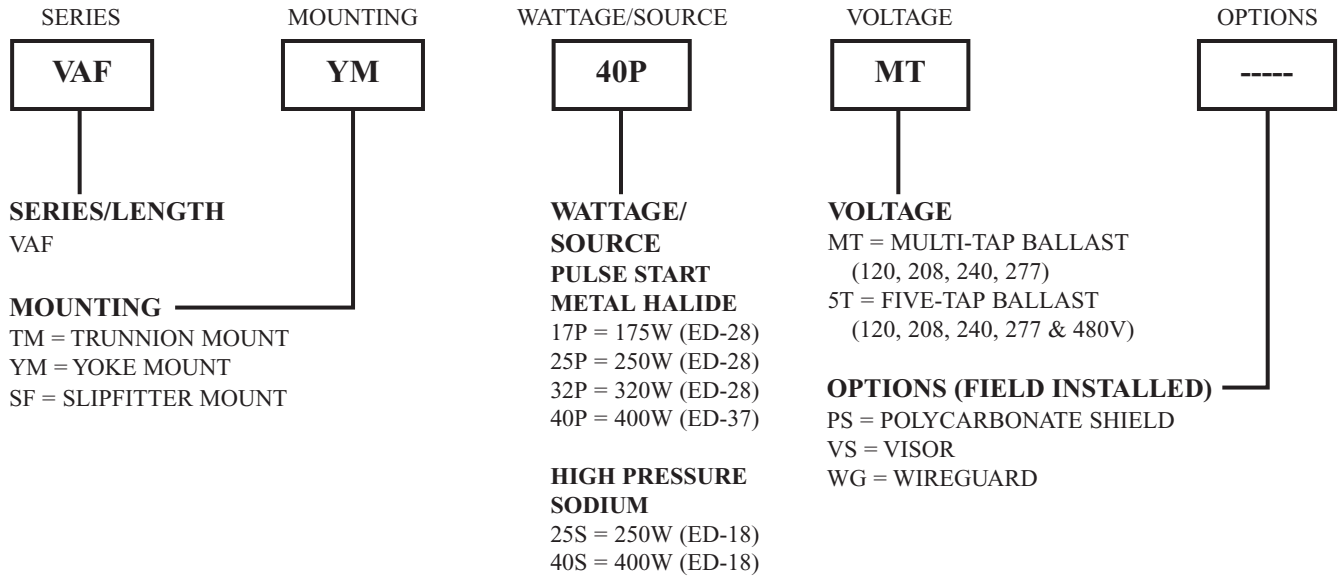 SERIES MOUNTING WATTAGE/SOURCE VOLTAGE OPTIONS
VAF YM 40P MT -----
SERIES/LENGTH
VAF
MOUNTING
TM = TRUNNION MOUNT
YM = YOKE MOUNT
SF = SLIPFITTER MOUNT
WATTAGE/
SOURCE
PULSE START
METAL HALIDE
17P = 175W (ED-28)
25P = 250W (ED-28)
32P = 320W (ED-28)
40P = 400W (ED-37)
HIGH PRESSURE
SODIUM
25S = 250W (ED-18)
40S = 400W (ED-18)
VOLTAGE
MT = MULTI-TAP BALLAST
(120, 208, 240, 277)
5T = FIVE-TAP BALLAST
(120, 208, 240, 277 & 480V)
OPTIONS (FIELD INSTALLED)
PS = POLYCARBONATE SHIELD
VS = VISOR
WG = WIREGUARD